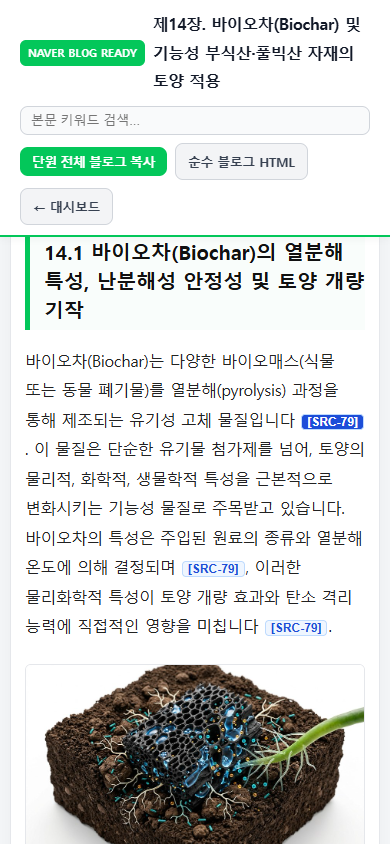 NAVER BLOG READY
제14장. 바이오차(Biochar) 및
기능성 부식산·풀빅산 자재의
토양 적용
본문 키워드 검색...
단원 전체 블로그 복사
순수 블로그 HTML
← 대시보드
14.1 바이오차(Biochar)의 열분해
특성, 난분해성 안정성 및 토양 개량
기작
바이오차(Biochar)는 다양한 바이오매스(식물
또는 동물 폐기물)를 열분해(pyrolysis) 과정을
통해 제조되는 유기성 고체 물질입니다 [SRC-79]
. 이 물질은 단순한 유기물 첨가제를 넘어, 토양의
물리적, 화학적, 생물학적 특성을 근본적으로
변화시키는 기능성 물질로 주목받고 있습니다.
바이오차의 특성은 주입된 원료의 종류와 열분해
온도에 의해 결정되며 [SRC-79], 이러한
물리화학적 특성이 토양 개량 효과와 탄소 격리
능력에 직접적인 영향을 미칩니다 [SRC-79].